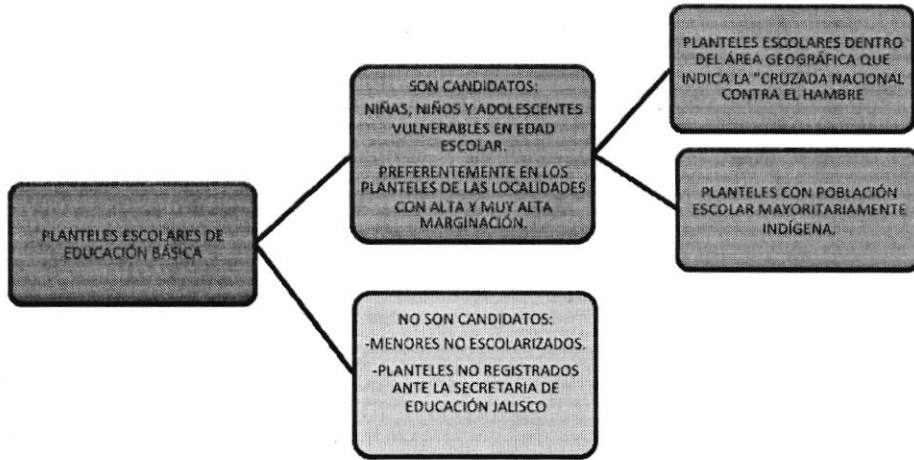 PLANTELES ESCOLARES DE
EDUCACIÓN BÁSICA
SON CANDIDATOS:
NIÑAS, NIÑOS Y ADOLESCENTES
VULNERABLES EN EDAD
ESCOLAR.
PREFERENTEMENTE EN LOS
PLANTELES DE LAS LOCALIDADES
CON ALTA Y MUY ALTA
MARGINACIÓN.
PLANTELES ESCOLARES DENTRO
DEL ÁREA GEOGRÁFICA QUE
INDICA LA "CRUZADA NACIONAL
CONTRA EL HAMBRE
PLANTELES CON POBLACIÓN
ESCOLAR MAYORITARIAMENTE
INDÍGENA.
NO SON CANDIDATOS:
-MENORES NO ESCOLARIZADOS.
-PLANTELES NO REGISTRADOS
ANTE LA SECRETARIA DE
EDUCACIÓN JALISCO